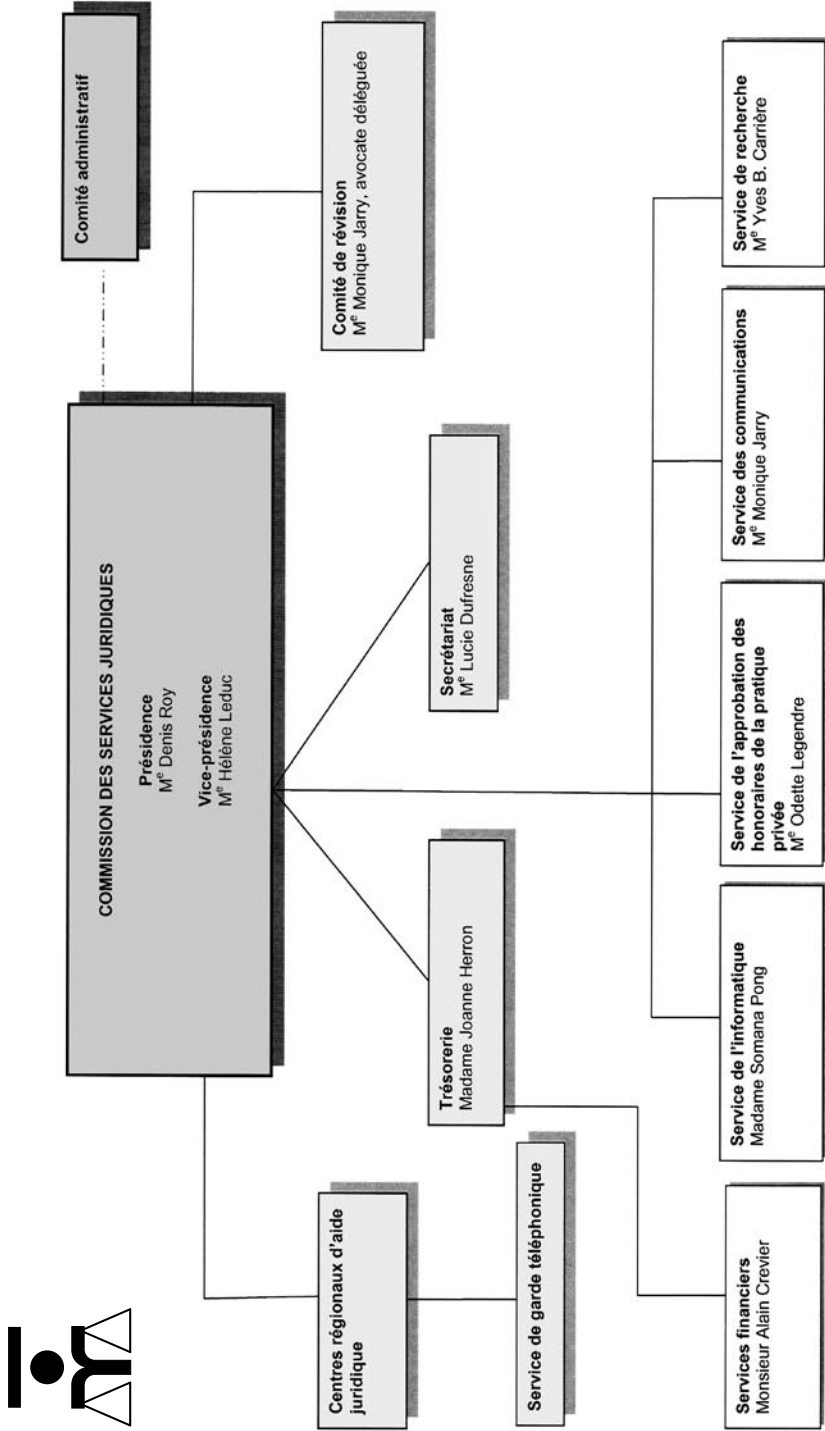 Comité administratif
COMMISSION DES SERVICES JURIDIQUES
Présidence
Mᵉ Denis Roy
Vice-présidence
Mᵉ Hélène Leduc
Centres régionaux d'aide
juridique
Comité de révision
Mᵉ Monique Jarry, avocate déléguée
Trésorerie
Madame Joanne Herron
Secrétariat
Mᵉ Lucie Dufresne
Service de garde téléphonique
Services financiers
Monsieur Alain Crevier
Service de l'informatique
Madame Somana Pong
Service de l'approbation des
honoraires de la pratique
privée
Mᵉ Odette Legendre
Service des communications
Mᵉ Monique Jarry
Service de recherche
Mᵉ Yves B. Carrière